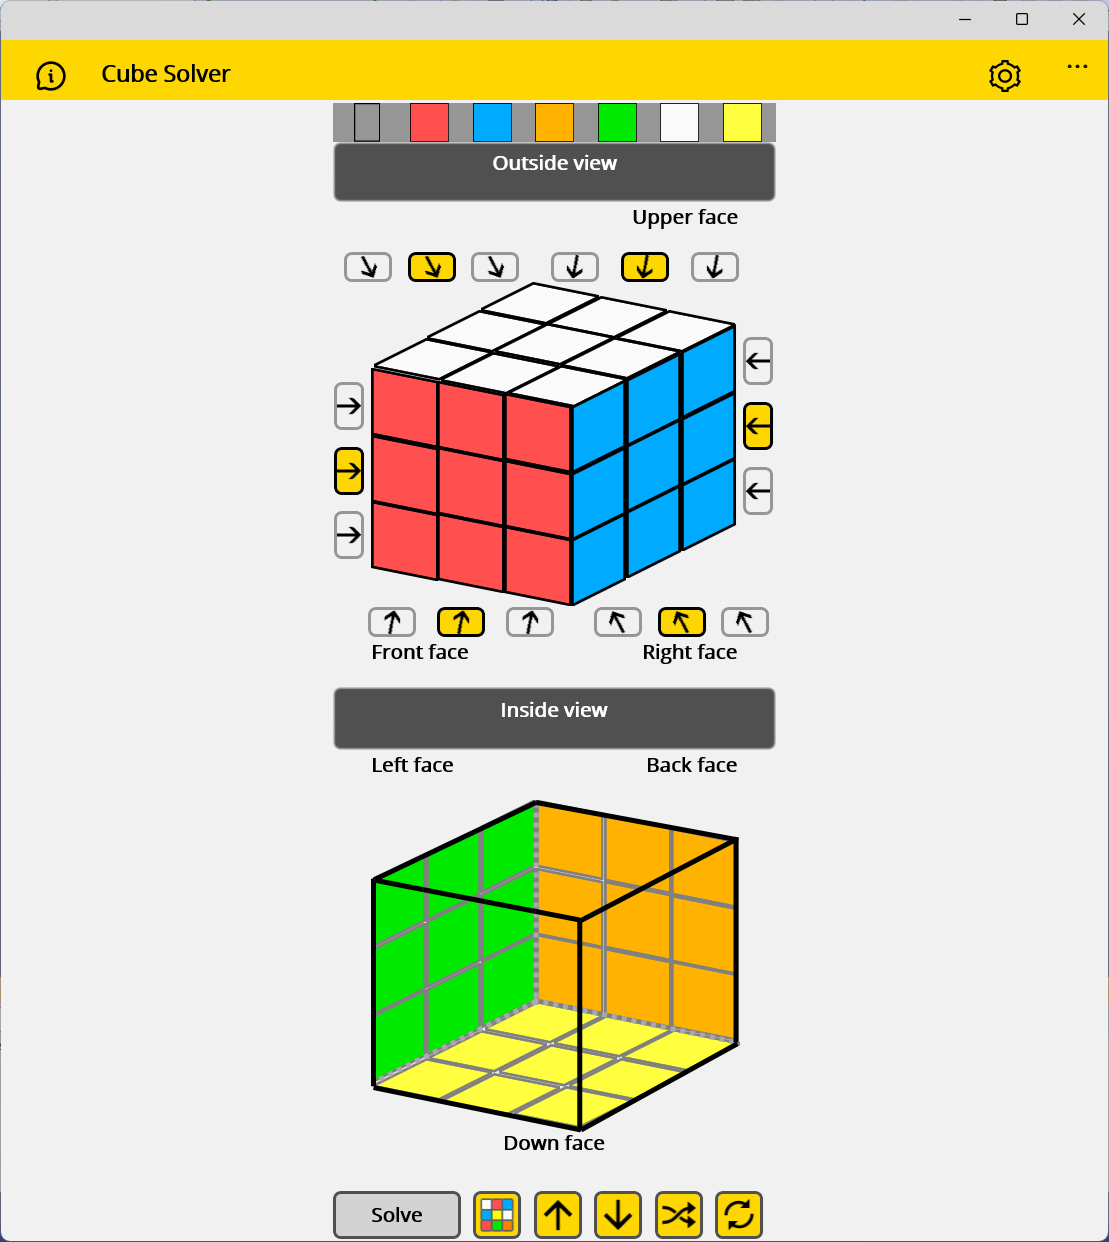 Cube Solver
Outside view
Upper face
Front face
Right face
Inside view
Left face
Back face
Down face
Solve